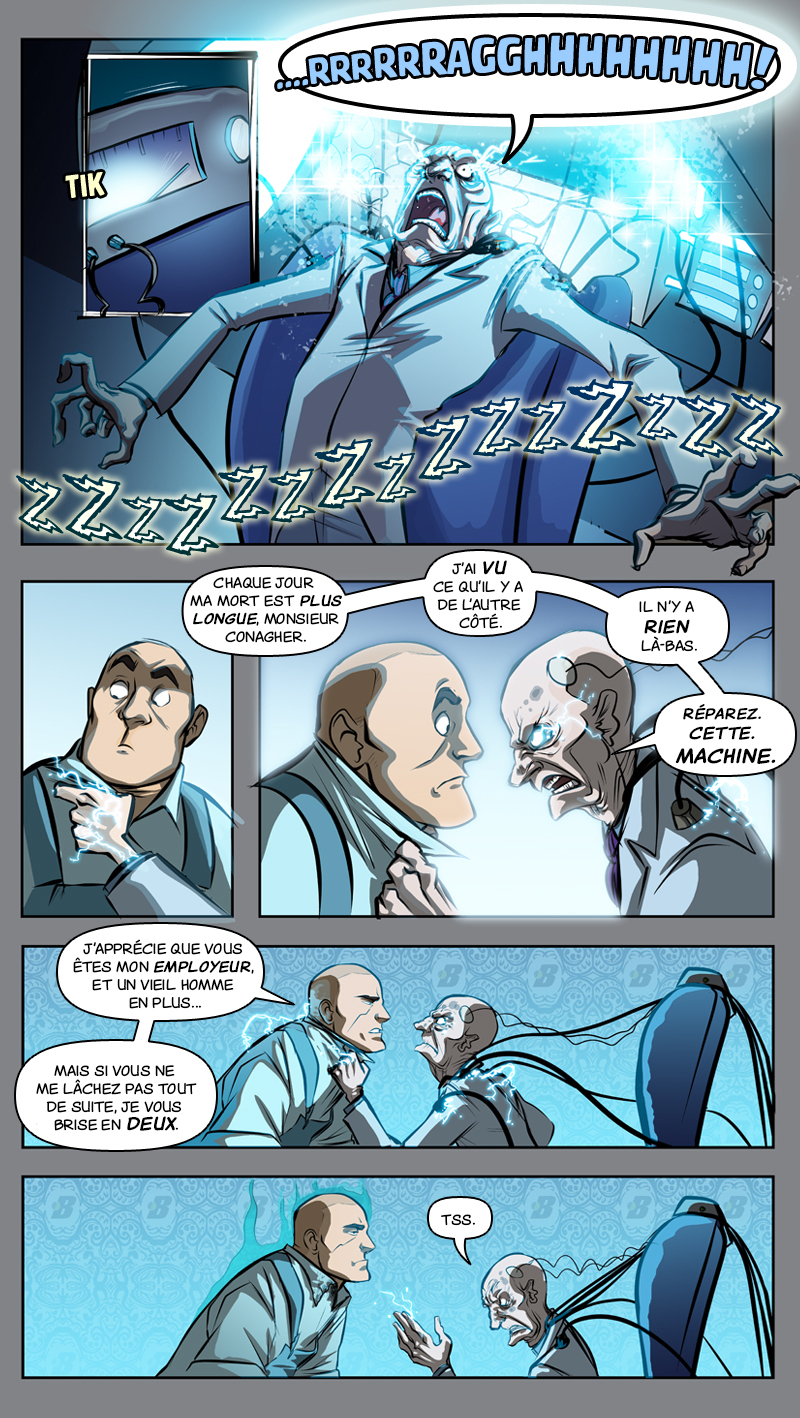 ....RRRRRRRAGGHHHHHHHHH!
TIK
ZZZZZZZZZZZZZZZZ
CHAQUE JOUR
MA MORT EST PLUS
LONGUE, MONSIEUR
CONAGHER.
J'AI VU
CE QU'IL Y A
DE L'AUTRE
CÔTÉ.
IL N'Y A
RIEN
LÀ-BAS.
RÉPAREZ.
CETTE.
MACHINE.
J'APPRÉCIE QUE VOUS
ÊTES MON EMPLOYEUR,
ET UN VIEIL HOMME
EN PLUS...
MAIS SI VOUS NE
ME LÂCHEZ PAS TOUT
DE SUITE, JE VOUS
BRISE EN DEUX.
TSS.